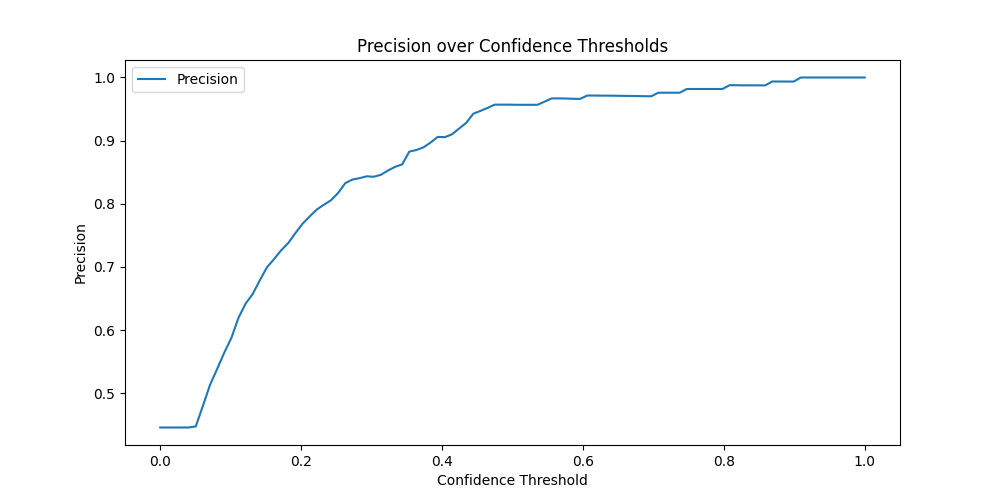 Precision over Confidence Thresholds
Precision
1.0
0.9
0.8
0.7
0.6
0.5
Precision
0.0 0.2 0.4 0.6 0.8 1.0
Confidence Threshold